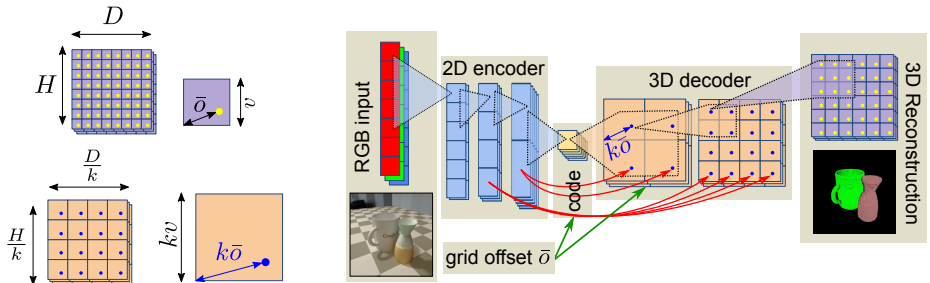 D
H
ō
v
D/k
H/k
kv
kō
RGB input
2D encoder
code
3D decoder
kō
grid offset ō
3D Reconstruction